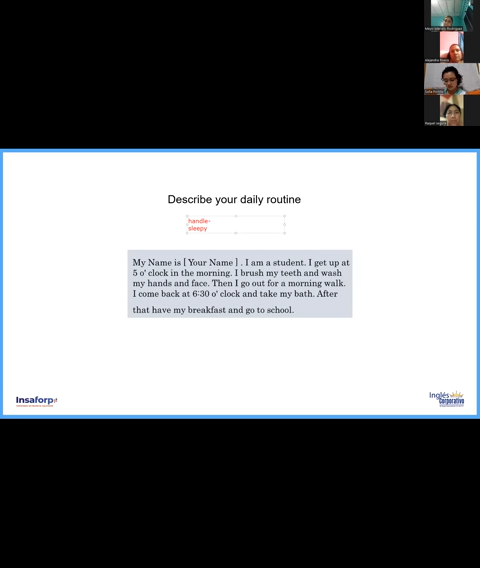 Describe your daily routine
handle-
sleepy
My Name is [ Your Name ] . I am a student. I get up at
5 o' clock in the morning. I brush my teeth and wash
my hands and face. Then I go out for a morning walk.
I come back at 6:30 o' clock and take my bath. After
that have my breakfast and go to school.
Insaforp
Inglés
Corporativo